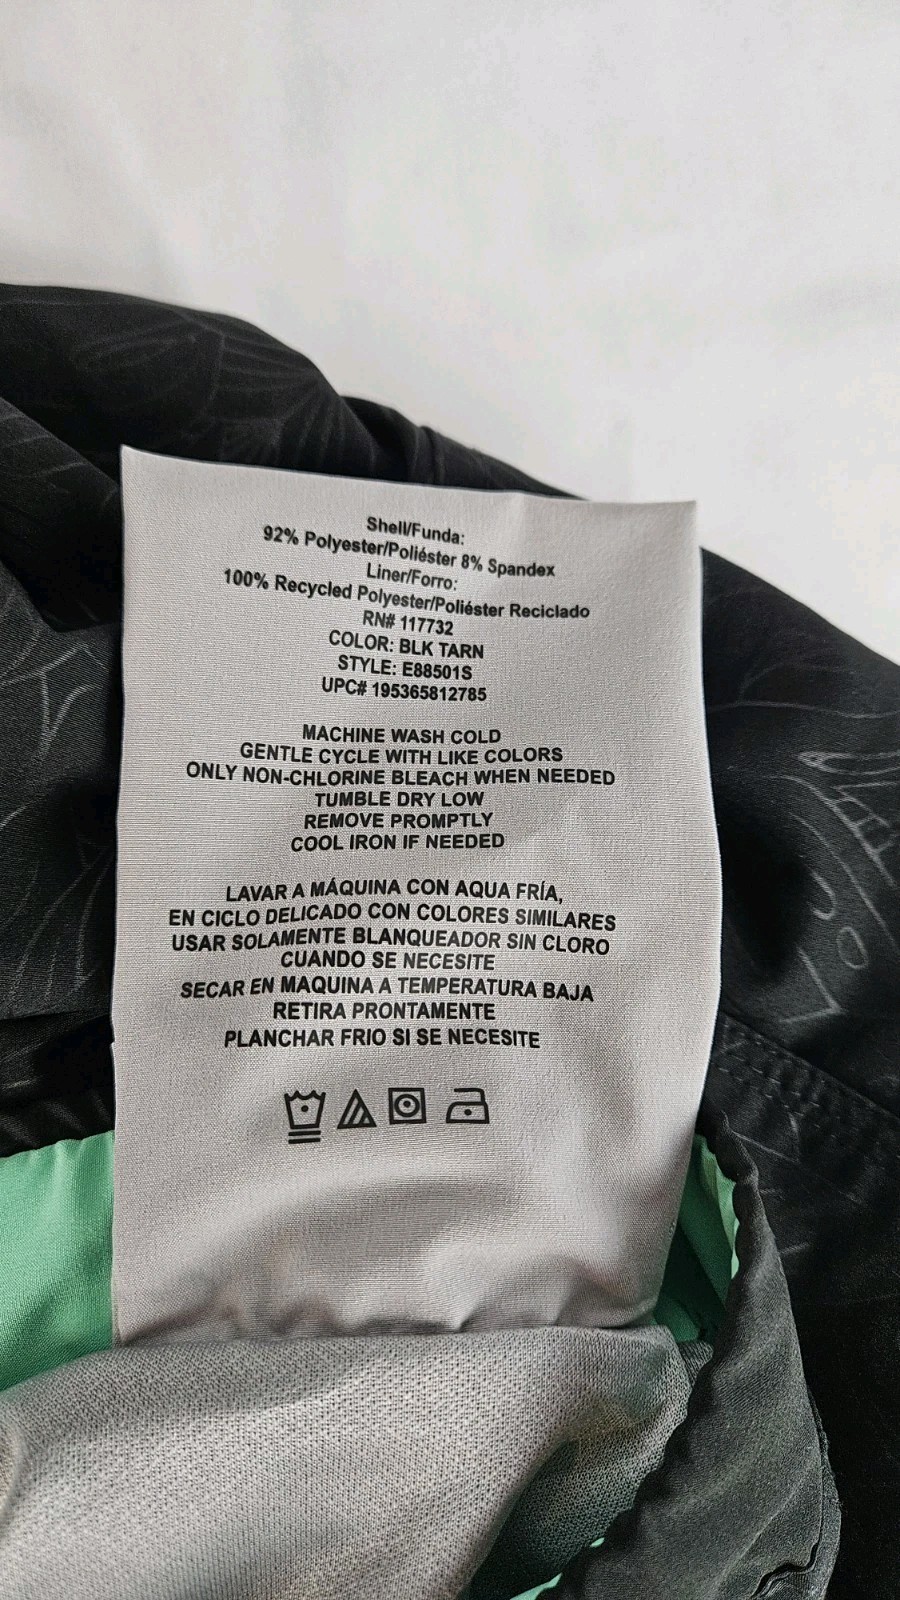 Shell/Funda:
92% Polyester/Poliéster 8% Spandex
Liner/Forro:
100% Recycled Polyester/Poliéster Reciclado
RN# 117732
COLOR: BLK TARN
STYLE: E88501S
UPC# 195365812785
MACHINE WASH COLD
GENTLE CYCLE WITH LIKE COLORS
ONLY NON-CHLORINE BLEACH WHEN NEEDED
TUMBLE DRY LOW
REMOVE PROMPTLY
COOL IRON IF NEEDED
LAVAR A MÁQUINA CON AQUA FRÍA,
EN CICLO DELICADO CON COLORES SIMILARES
USAR SOLAMENTE BLANQUEADOR SIN CLORO
CUANDO SE NECESITE
SECAR EN MAQUINA A TEMPERATURA BAJA
RETIRA PRONTAMENTE
PLANCHAR FRIO SI SE NECESITE